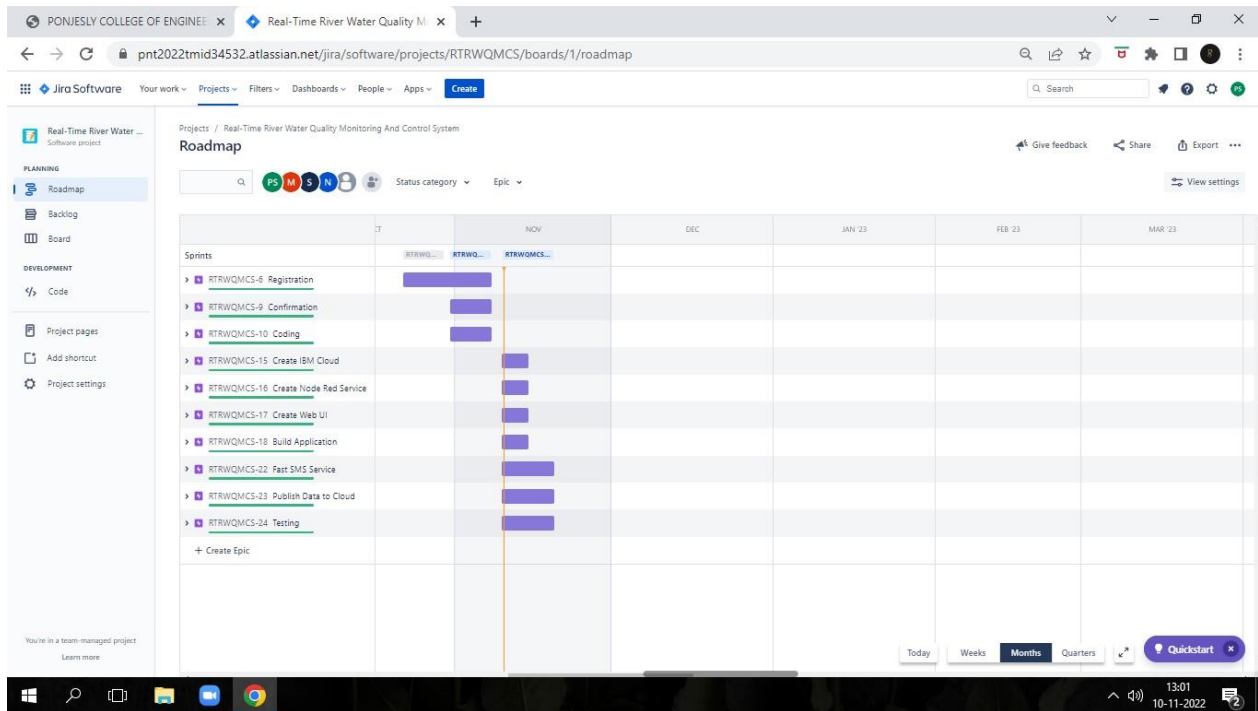 PONJESLY COLLEGE OF ENGINEE
Real-Time River Water Quality M
pnt2022tmid34532.atlassian.net/jira/software/projects/RTRWQMCS/boards/1/roadmap
Jira Software Your work Projects Filters Dashboards People Apps Create Search PS
Real-Time River Water ...
Software project
PLANNING
Roadmap
Backlog
Board
DEVELOPMENT
Code
Project pages
Add shortcut
Project settings
You're in a team-managed project
Learn more
Projects / Real-Time River Water Quality Monitoring And Control System
Roadmap
Give feedback Share Export
PS M S N Status category Epic View settings
NOV DEC JAN '23 FEB '23 MAR '23
Sprints RTRWQ... RTRWQ... RTRWQMCS...
RTRWQMCS-6 Registration
RTRWQMCS-9 Confirmation
RTRWQMCS-10 Coding
RTRWQMCS-15 Create IBM Cloud
RTRWQMCS-16 Create Node Red Service
RTRWQMCS-17 Create Web UI
RTRWQMCS-18 Build Application
RTRWQMCS-22 Fast SMS Service
RTRWQMCS-23 Publish Data to Cloud
RTRWQMCS-24 Testing
+ Create Epic
Today Weeks Months Quarters Quickstart
13:01
10-11-2022
2